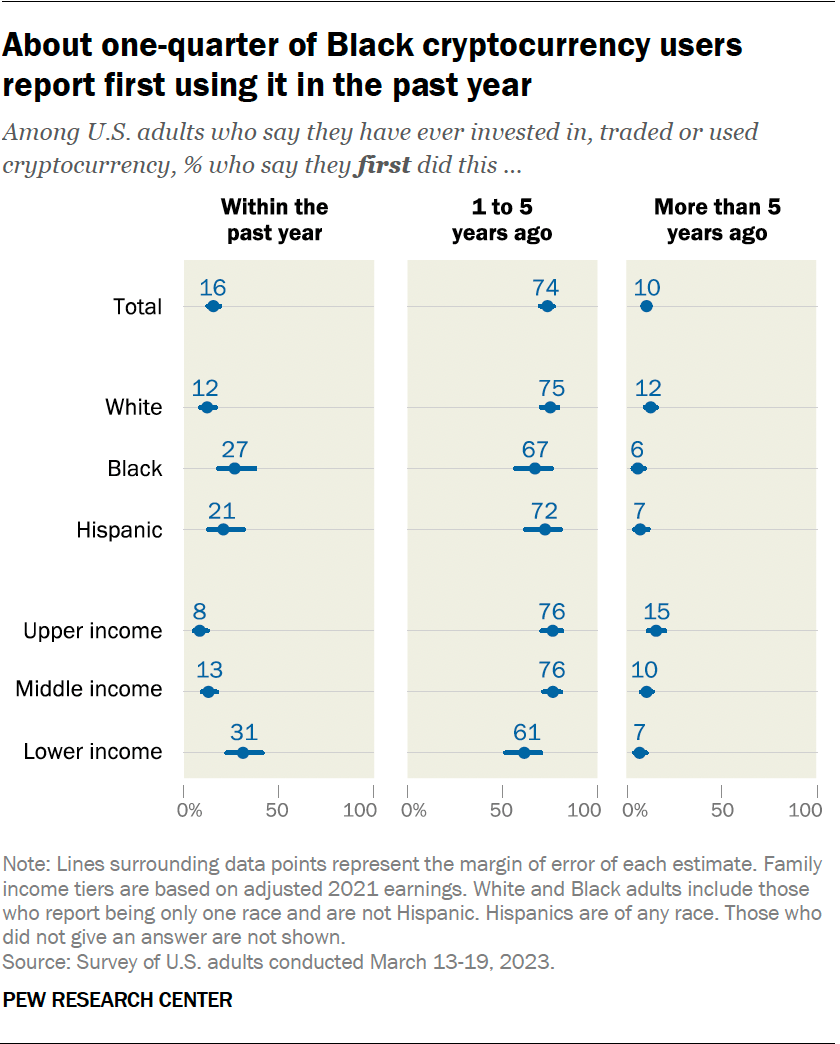 About one-quarter of Black cryptocurrency users
report first using it in the past year
Among U.S. adults who say they have ever invested in, traded or used
cryptocurrency, % who say they first did this ...
Within the
past year
1 to 5
years ago
More than 5
years ago
Total 16 74 10
White 12 75 12
Black 27 67 6
Hispanic 21 72 7
Upper income 8 76 15
Middle income 13 76 10
Lower income 31 61 7
0% 50 100 0% 50 100 0% 50 100
Note: Lines surrounding data points represent the margin of error of each estimate. Family
income tiers are based on adjusted 2021 earnings. White and Black adults include those
who report being only one race and are not Hispanic. Hispanics are of any race. Those who
did not give an answer are not shown.
Source: Survey of U.S. adults conducted March 13-19, 2023.
PEW RESEARCH CENTER